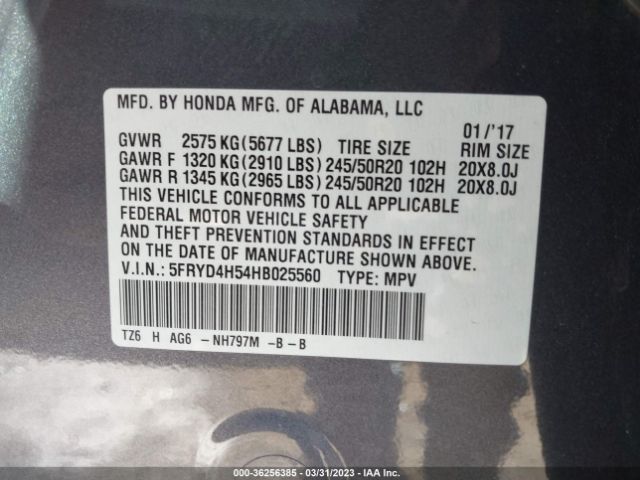 MFD. BY HONDA MFG. OF ALABAMA, LLC
01/'17
GVWR 2575 KG(5677 LBS) TIRE SIZE RIM SIZE
GAWR F 1320 KG(2910 LBS) 245/50R20 102H 20X8.0J
GAWR R 1345 KG(2965 LBS) 245/50R20 102H 20X8.0J
THIS VEHICLE CONFORMS TO ALL APPLICABLE
FEDERAL MOTOR VEHICLE SAFETY
AND THEFT PREVENTION STANDARDS IN EFFECT
ON THE DATE OF MANUFACTURE SHOWN ABOVE.
V.I.N.: 5FRYD4H54HB025560 TYPE: MPV
TZ6 H AG6 -NH797M -B-B
000-36256385 - 03/31/2023 - IAA Inc.